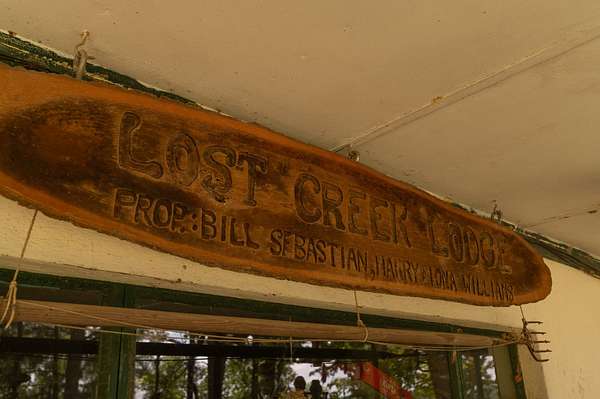 LOST CREEK LODGE
PROP.: BILL SEBASTIAN, HARRY & LONA WILLIAMS